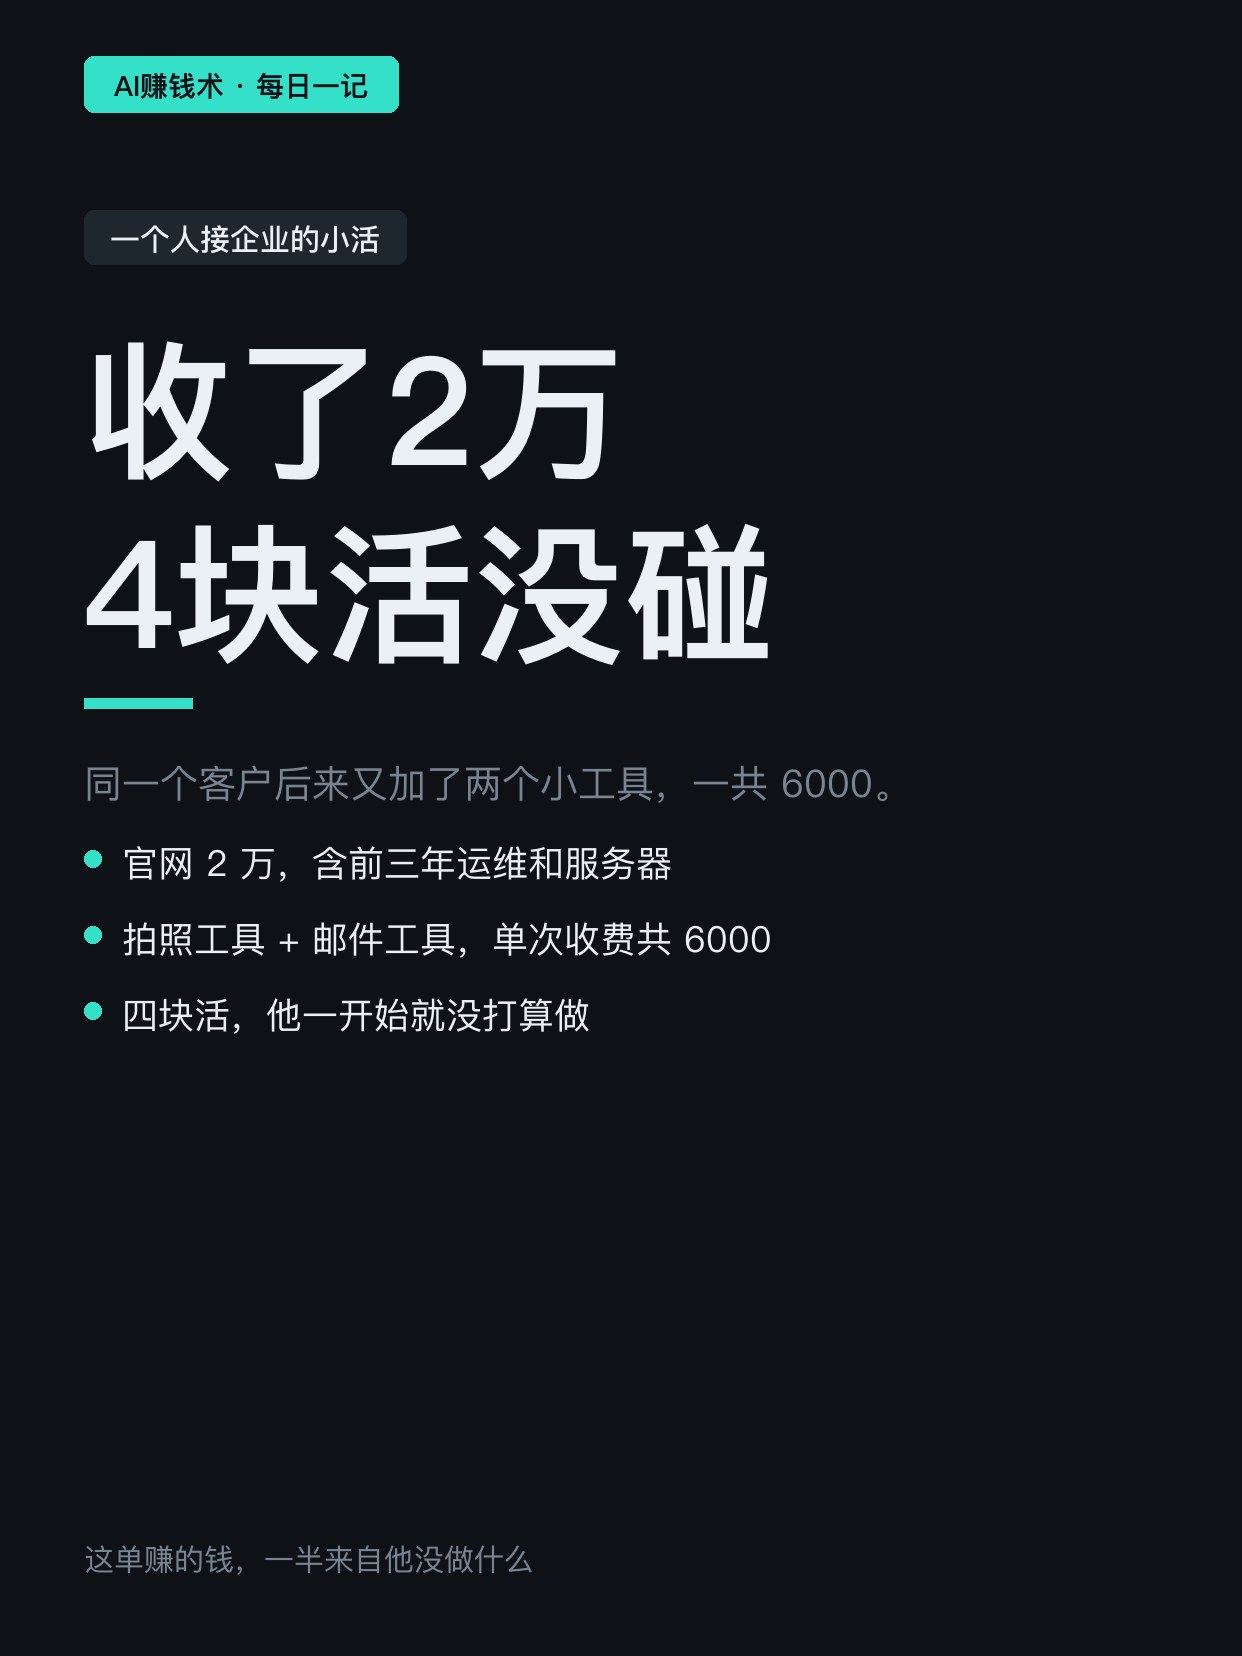 AI赚钱术 · 每日一记
一个人接企业的小活
收了2万
4块活没碰
同一个客户后来又加了两个小工具，一共 6000。
官网 2 万，含前三年运维和服务器
拍照工具 + 邮件工具，单次收费共 6000
四块活，他一开始就没打算做
这单赚的钱，一半来自他没做什么